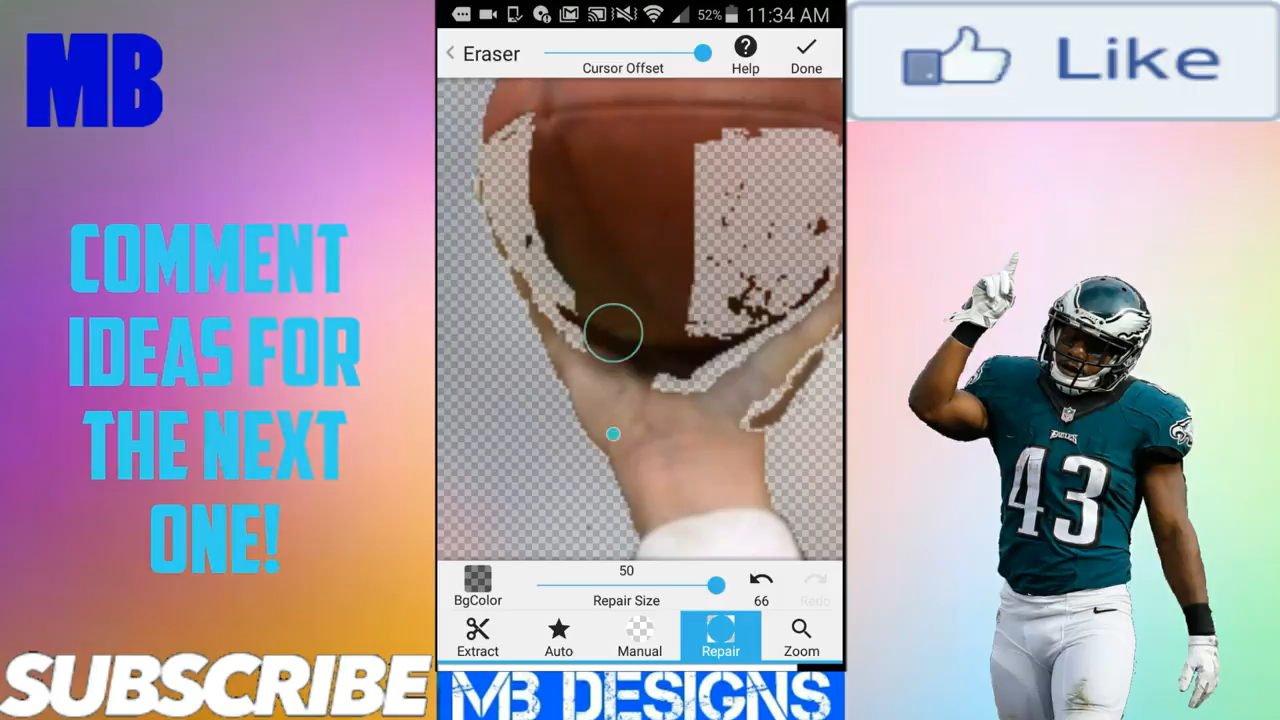 MB
COMMENT
IDEAS FOR
THE NEXT
ONE!
SUBSCRIBE
52% 11:34 AM
Eraser
Cursor Offset
Help
Done
50
BgColor
Repair Size
66
Redo
Extract
Auto
Manual
Repair
Zoom
MB DESIGNS
Like
NFL
EAGLES
43